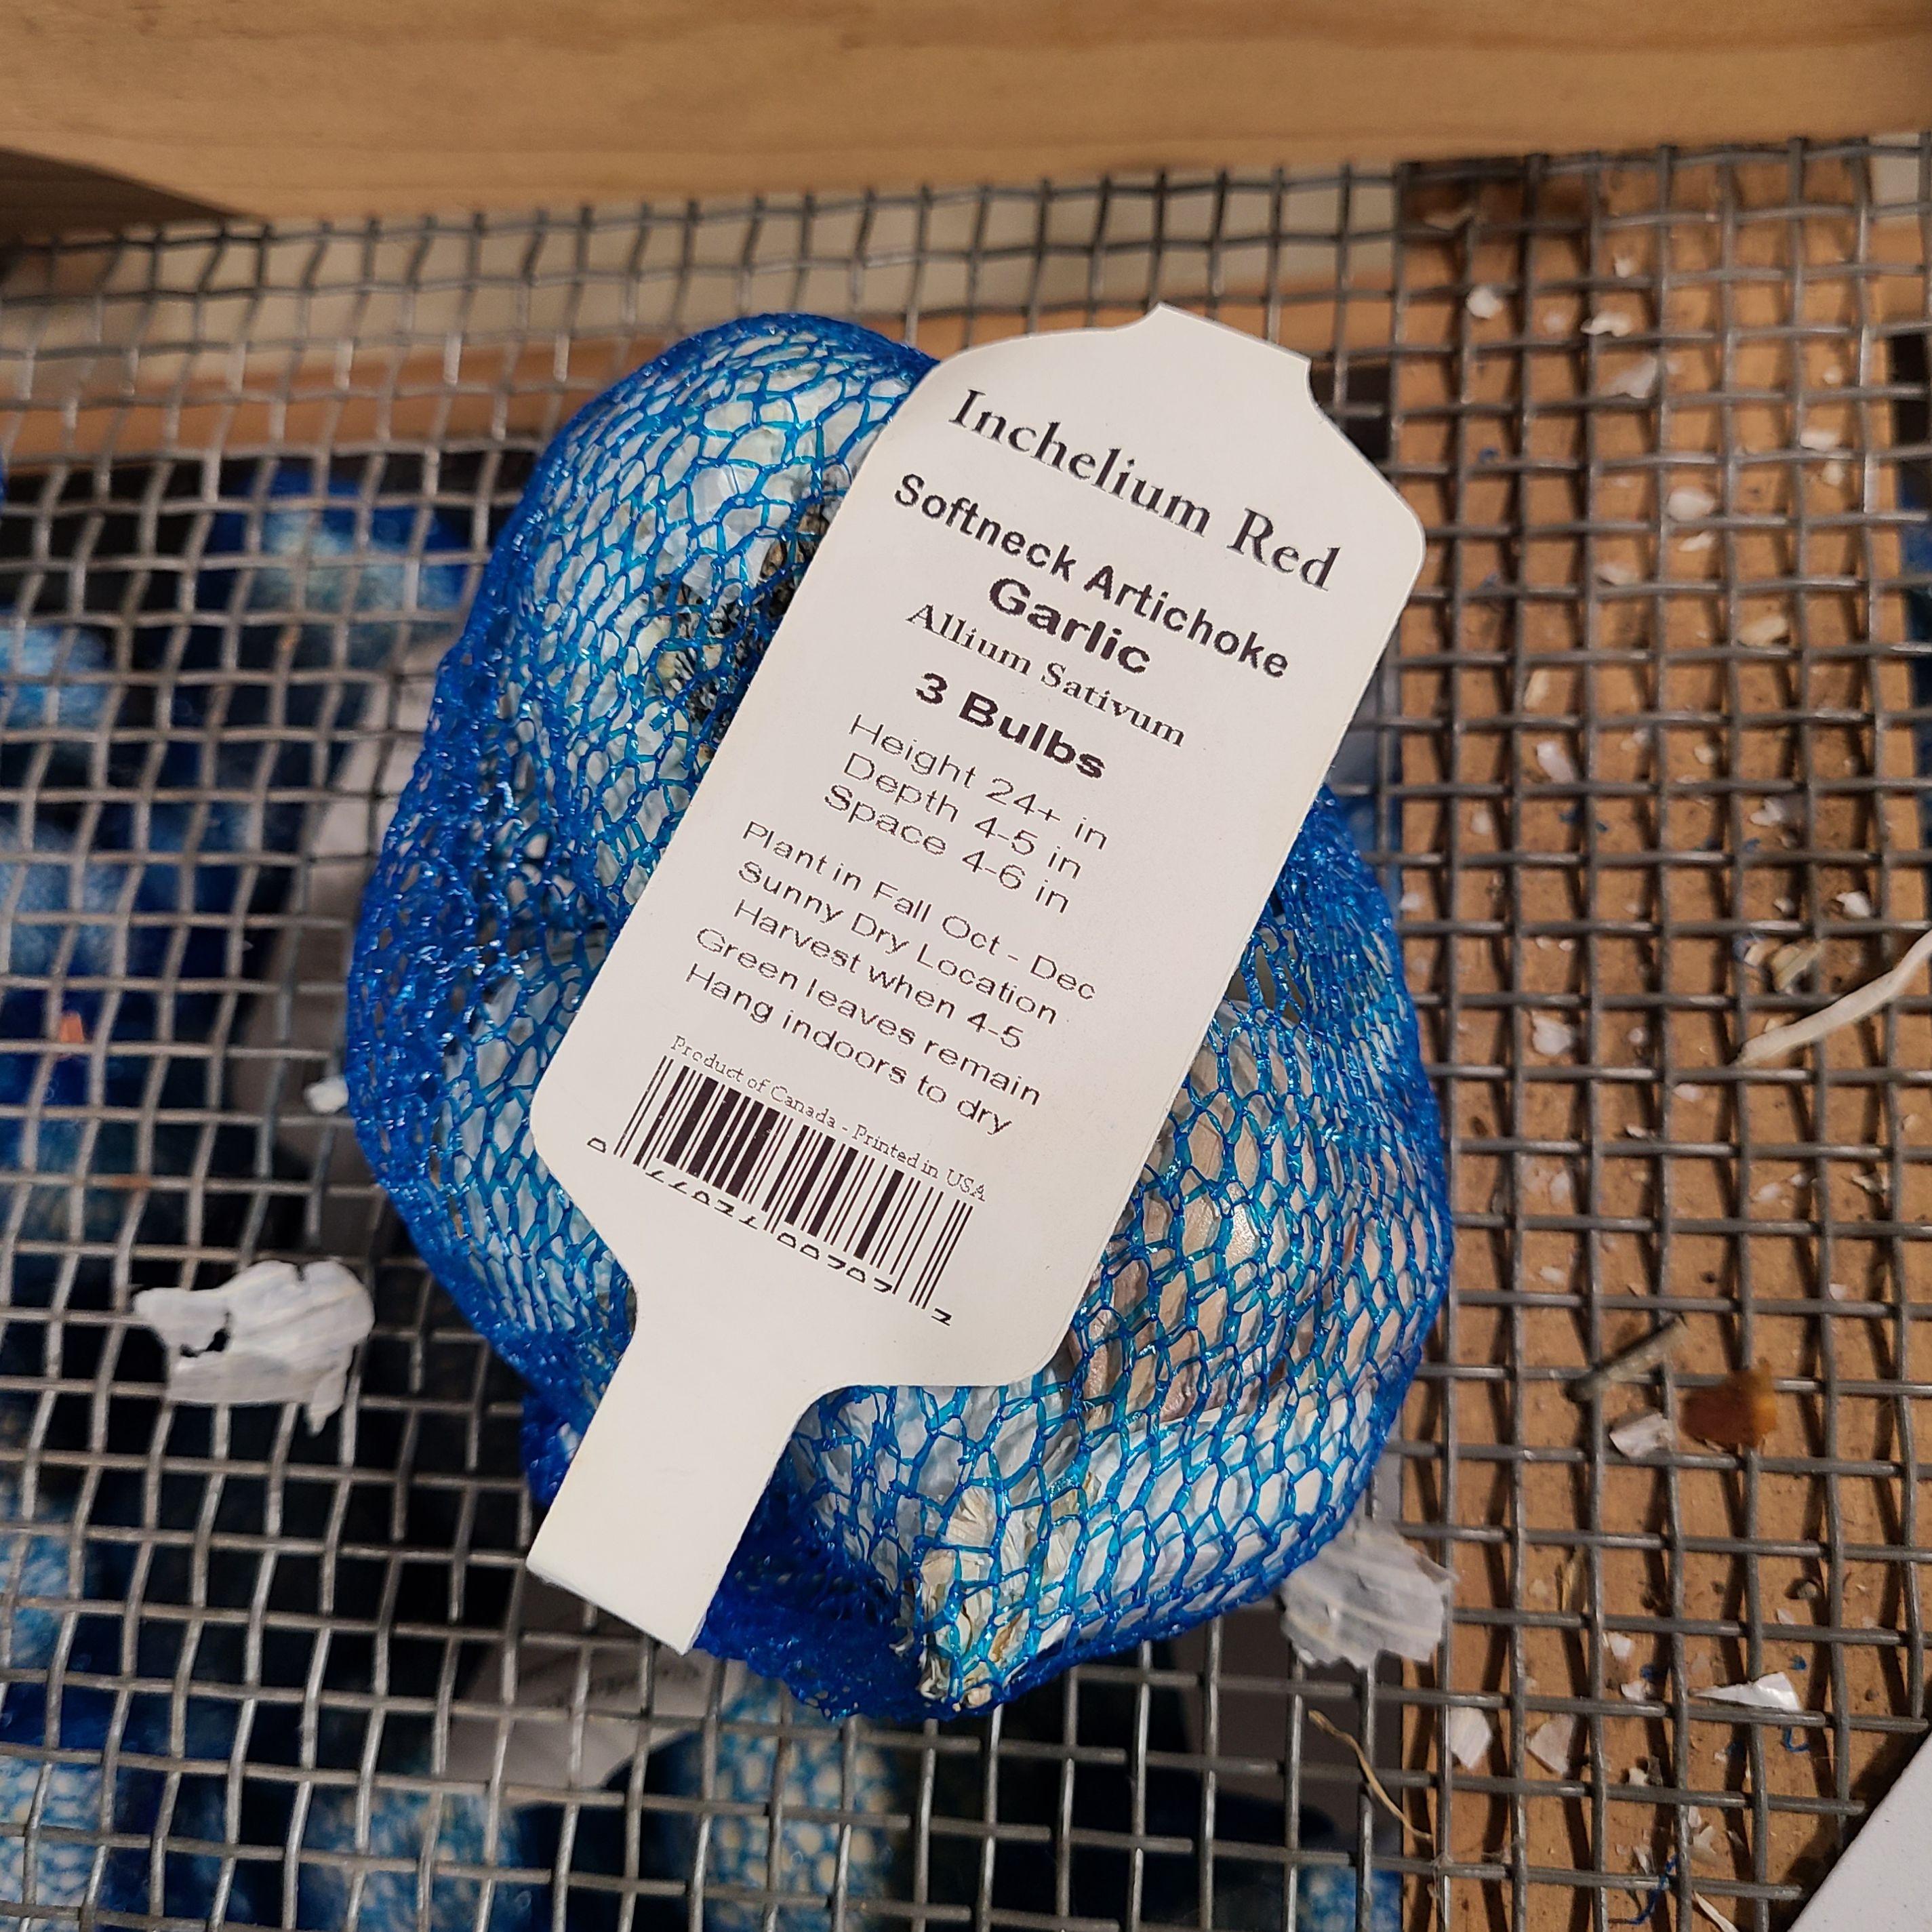 Inchelium Red
Softneck Artichoke
Garlic
Allium Sativum
3 Bulbs
Height 24+ in
Depth 4-5 in
Space 4-6 in
Plant in Fall Oct - Dec
Sunny Dry Location
Harvest when 4-5
Green leaves remain
Hang indoors to dry
Product of Canada - Printed in USA